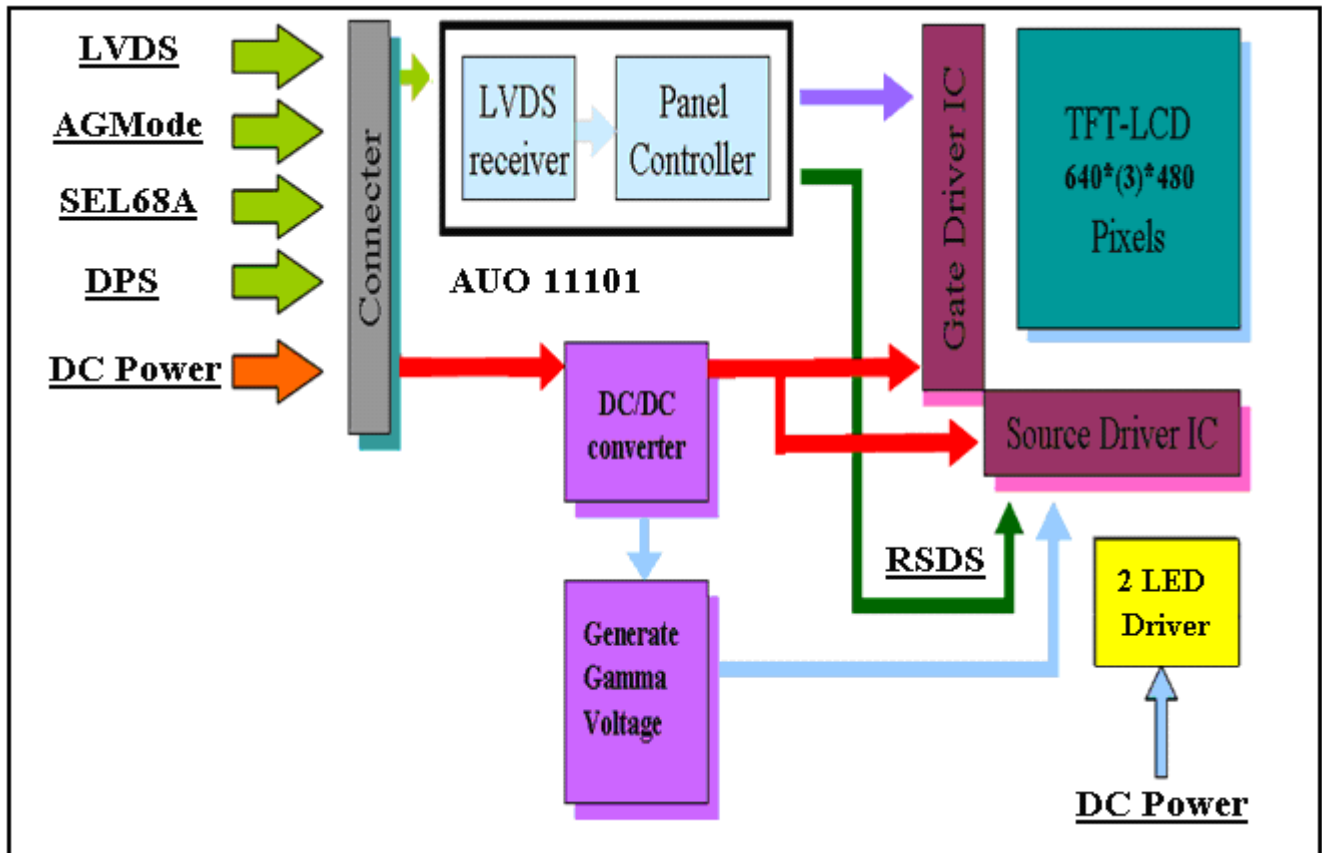 LVDS
AGMode
SEL68A
DPS
DC Power
Connecter
LVDS
receiver
Panel
Controller
AUO 11101
Gate Driver IC
TFT-LCD
640*(3)*480
Pixels
DC/DC
converter
Source Driver IC
RSDS
Generate
Gamma
Voltage
2 LED
Driver
DC Power